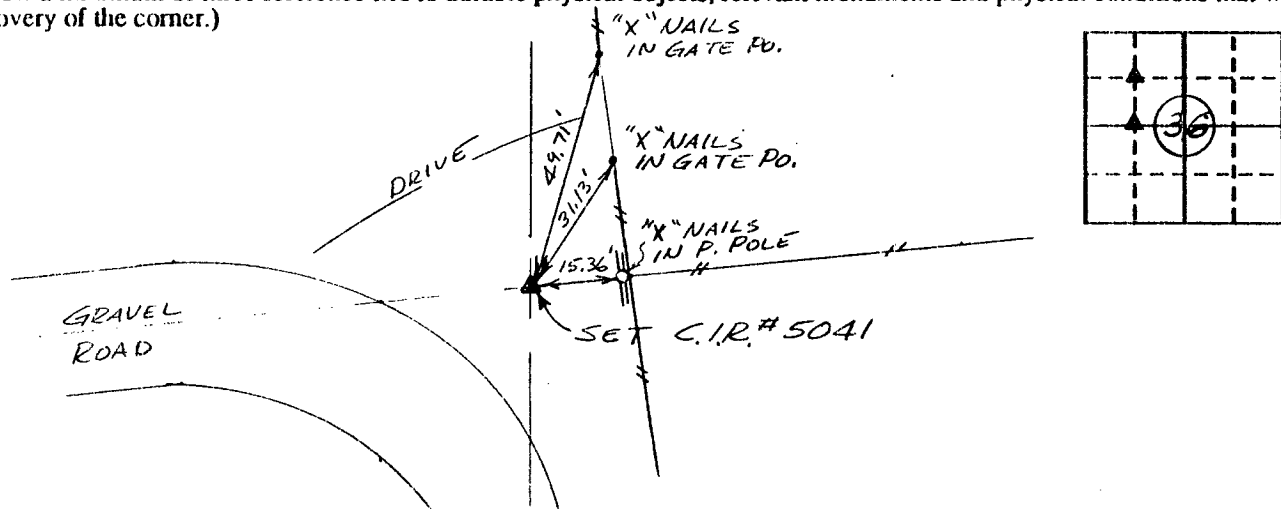 overy of the corner.)
"X" NAILS
IN GATE PO.
"X" NAILS
IN GATE PO.
"X" NAILS
IN P. POLE
DRIVE
49.71'
31.13'
15.36'
GRAVEL
ROAD
SET C.I.R. #5041
36